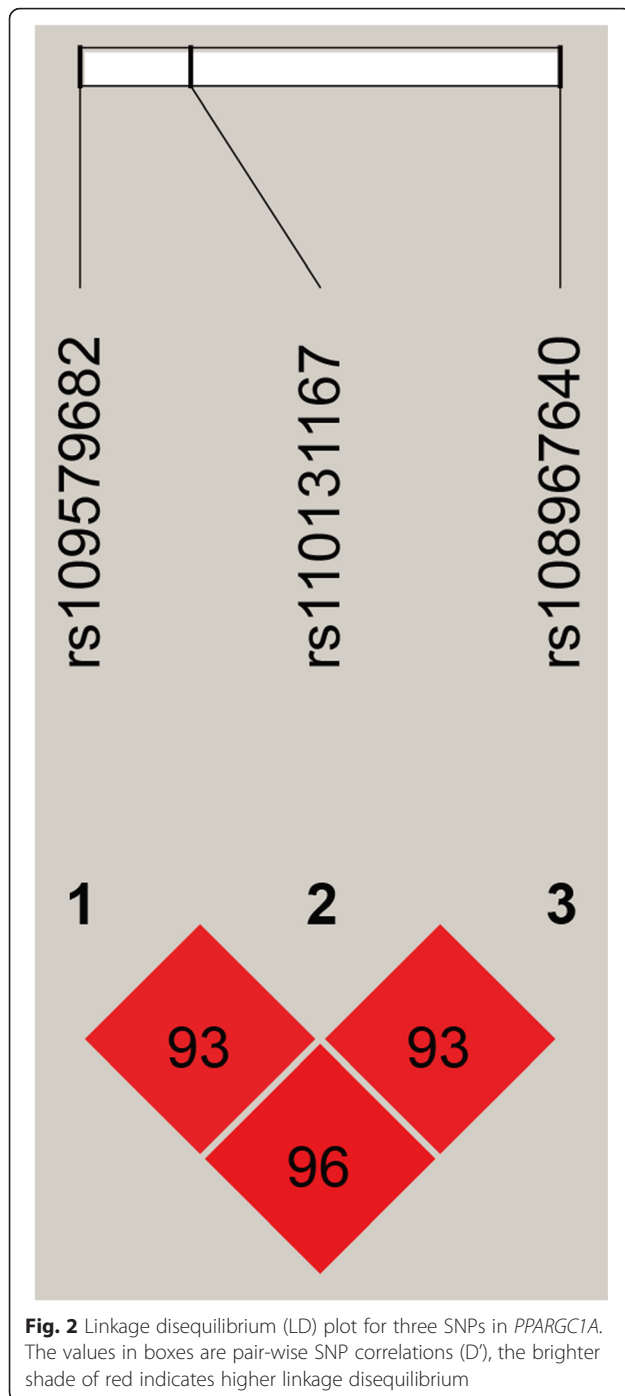 rs109579682
rs110131167
rs108967640
1 2 3
93 93
96
Fig. 2 Linkage disequilibrium (LD) plot for three SNPs in PPARGC1A.
The values in boxes are pair-wise SNP correlations (D'), the brighter
shade of red indicates higher linkage disequilibrium